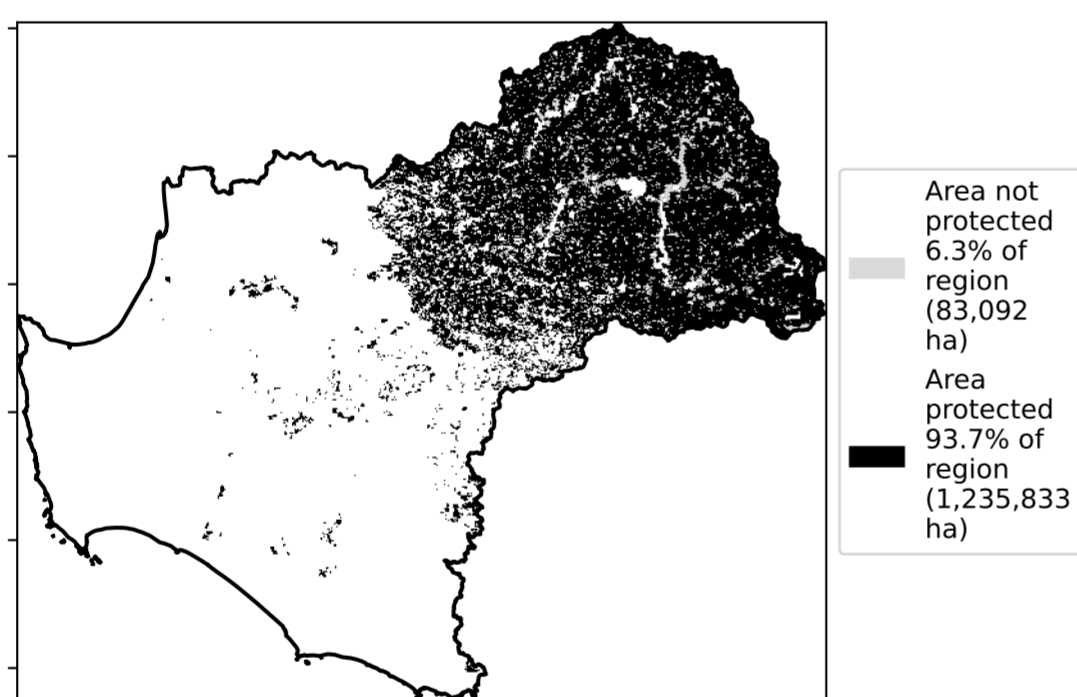 Area not
protected
6.3% of
region
(83,092
ha)
Area
protected
93.7% of
region
(1,235,833
ha)